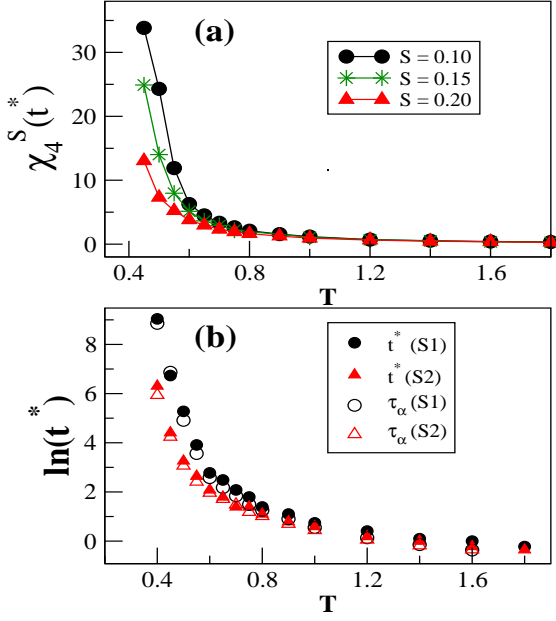 (a)
S = 0.10
S = 0.15
S = 0.20
χ₄ˢ(t*)
30
20
10
0
0.4 0.8 1.2 1.6
T
(b)
t* (S1)
t* (S2)
τα (S1)
τα (S2)
ln(t*)
8
6
4
2
0
0.4 0.8 1.2 1.6
T